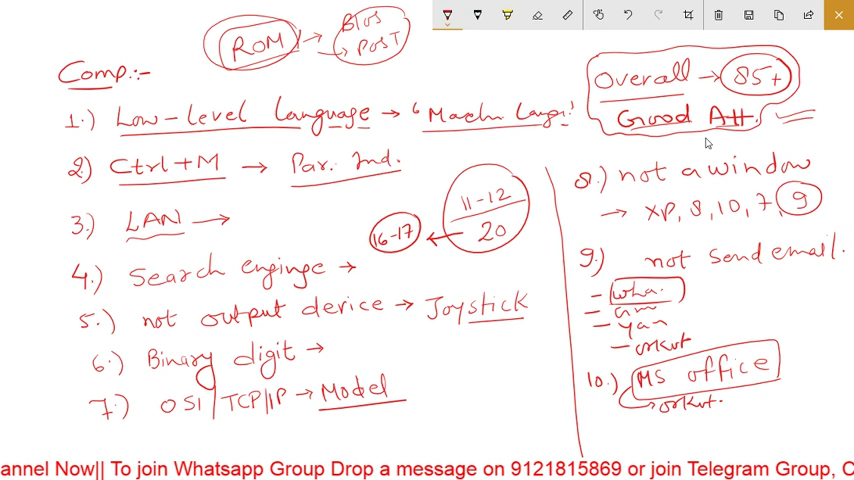 ROM → BIOS
→ POST
Comp.:-
1.) Low-level language → "Machn Langu."
2) Ctrl+M → Par. Ind.
3.) LAN →
11-12
16-17 ← 20
4.) Search enginge →
5.) not output device → Joystick
6.) Binary digit →
7.) OSI/TCP/IP → Model
Overall → 85+
Good Att.
8.) not a window
→ XP, 8, 10, 7, 9
9.) not send email.
- wha.
- yan
- orkut
10.) MS office
→ orkut.
annel Now|| To join Whatsapp Group Drop a message on 9121815869 or join Telegram Group, C